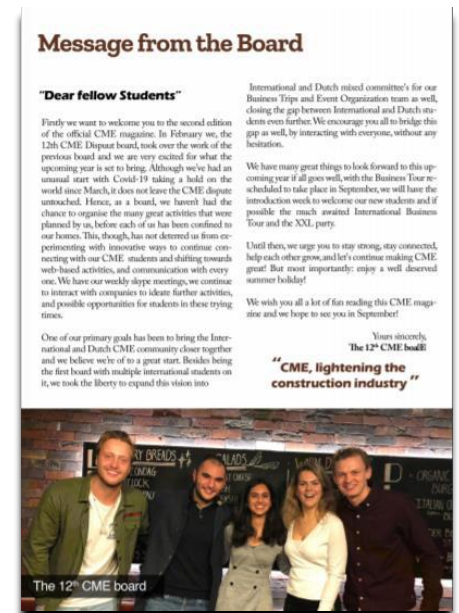 Message from the Board
"Dear fellow Students"
Firstly we want to welcome you to the second edition
of the official CME magazine. In February we, the
12th CME Dispuut board, took over the work of the
previous board and we are very excited for what the
upcoming year is set to bring. Although we've had an
unusual start with Covid-19 taking a hold on the
world since March, it does not leave the CME dispute
untouched. Hence, as a board, we haven't had the
chance to organise the many great activities that were
planned by us, before each of us has been confined to
our homes. This, though, has not deterred us from ex-
perimenting with innovative ways to continue con-
necting with our CME students and shifting towards
web-based activities, and communication with every
one. We have our weekly skype meetings, we continue
to interact with companies to ideate further activities,
and possible opportunities for students in these trying
times.
One of our primary goals has been to bring the Inter-
national and Dutch CME community closer together
and we believe we're of to a great start. Besides being
the first board with multiple international students on
it, we took the liberty to expand this vision into
International and Dutch mixed committee's for our
Business Trips and Event Organization team as well,
closing the gap between International and Dutch stu-
dents even further. We encourage you all to bridge this
gap as well, by interacting with everyone, without any
hesitation.
We have many great things to look forward to this up-
coming year if all goes well, with the Business Tour re-
scheduled to take place in September, we will have the
introduction week to welcome our new students and if
possible the much awaited International Business
Tour and the XXL party.
Until then, we urge you to stay strong, stay connected,
help each other grow, and let's continue making CME
great! But most importantly: enjoy a well deserved
summer holiday!
We wish you all a lot of fun reading this CME maga-
zine and we hope to see you in September!
Yours sincerely,
The 12th CME
"CME, lightening the
construction industry"
BREADS
SALADS
ORGANIC
ITALIAN
The 12th CME board